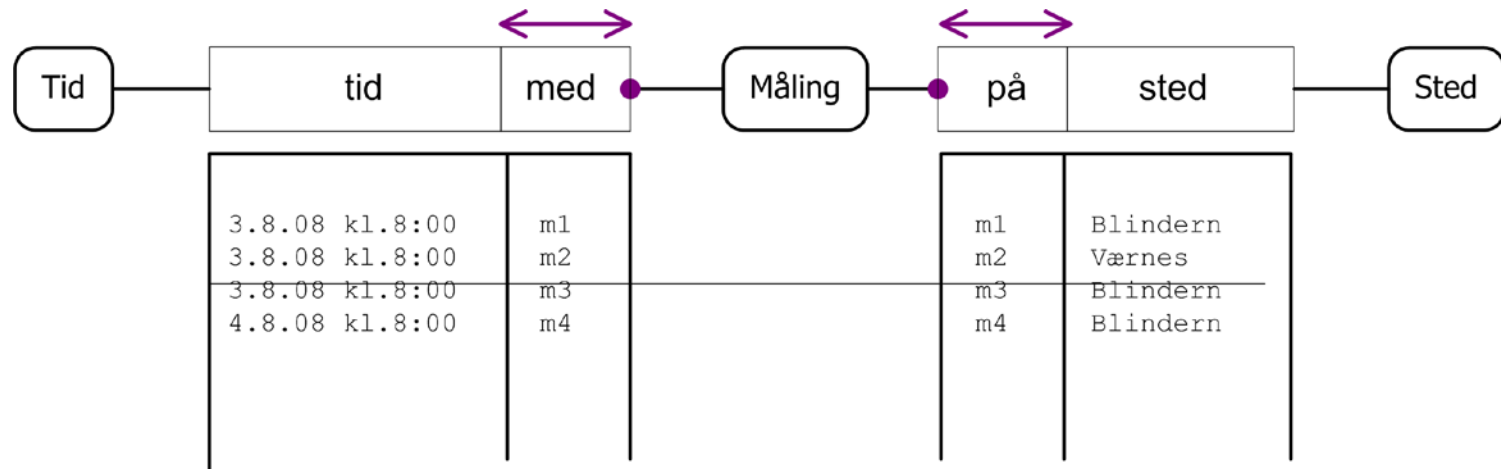 Tid tid med Måling på sted Sted
3.8.08 kl.8:00 m1 m1 Blindern
3.8.08 kl.8:00 m2 m2 Værnes
3.8.08 kl.8:00 m3 m3 Blindern
4.8.08 kl.8:00 m4 m4 Blindern